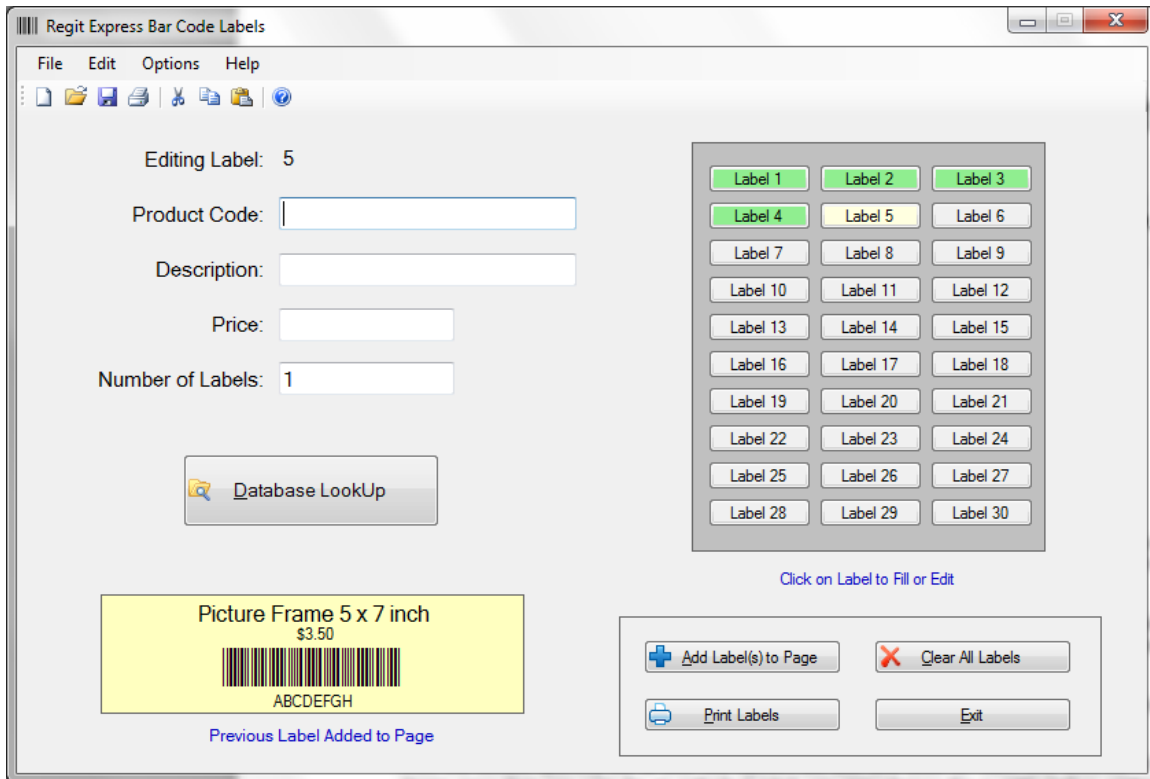 Regit Express Bar Code Labels
File Edit Options Help
Editing Label: 5
Product Code:
Description:
Price:
Number of Labels: 1
Database LookUp
Picture Frame 5 x 7 inch
$3.50
ABCDEFGH
Previous Label Added to Page
Label 1 Label 2 Label 3
Label 4 Label 5 Label 6
Label 7 Label 8 Label 9
Label 10 Label 11 Label 12
Label 13 Label 14 Label 15
Label 16 Label 17 Label 18
Label 19 Label 20 Label 21
Label 22 Label 23 Label 24
Label 25 Label 26 Label 27
Label 28 Label 29 Label 30
Click on Label to Fill or Edit
Add Label(s) to Page Clear All Labels
Print Labels Exit